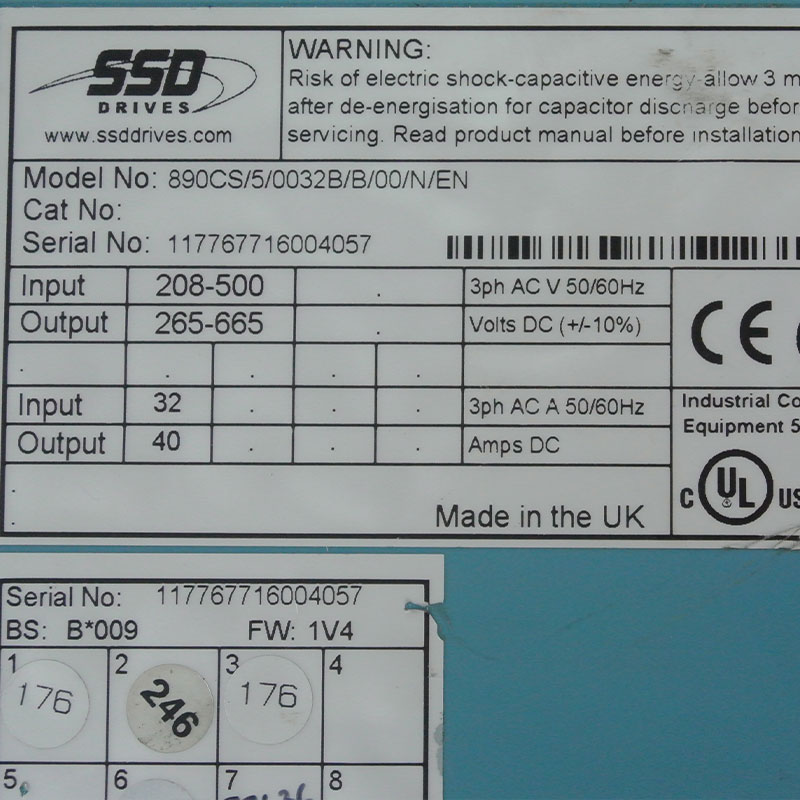 SSD
DRIVES
www.ssddrives.com
WARNING:
Risk of electric shock-capacitive energy-allow 3 m
after de-energisation for capacitor discharge befor
servicing. Read product manual before installation
Model No: 890CS/5/0032B/B/00/N/EN
Cat No:
Serial No: 117767716004057
Input 208-500 . 3ph AC V 50/60Hz
Output 265-665 . Volts DC (+/-10%)
. . . . .
Input 32 . . . 3ph AC A 50/60Hz
Output 40 . . . Amps DC
CE
Industrial Co
Equipment 5
C UL US
Made in the UK
Serial No: 117767716004057
BS: B*009 FW: 1V4
1 2 3 4
176 246 176
5 6 7 8